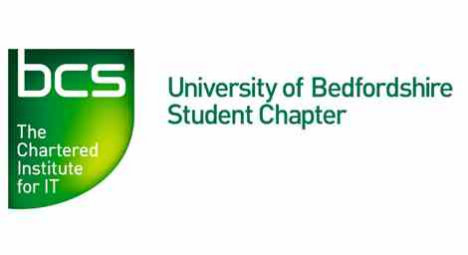 bcs
The
Chartered
Institute
for IT
University of Bedfordshire
Student Chapter